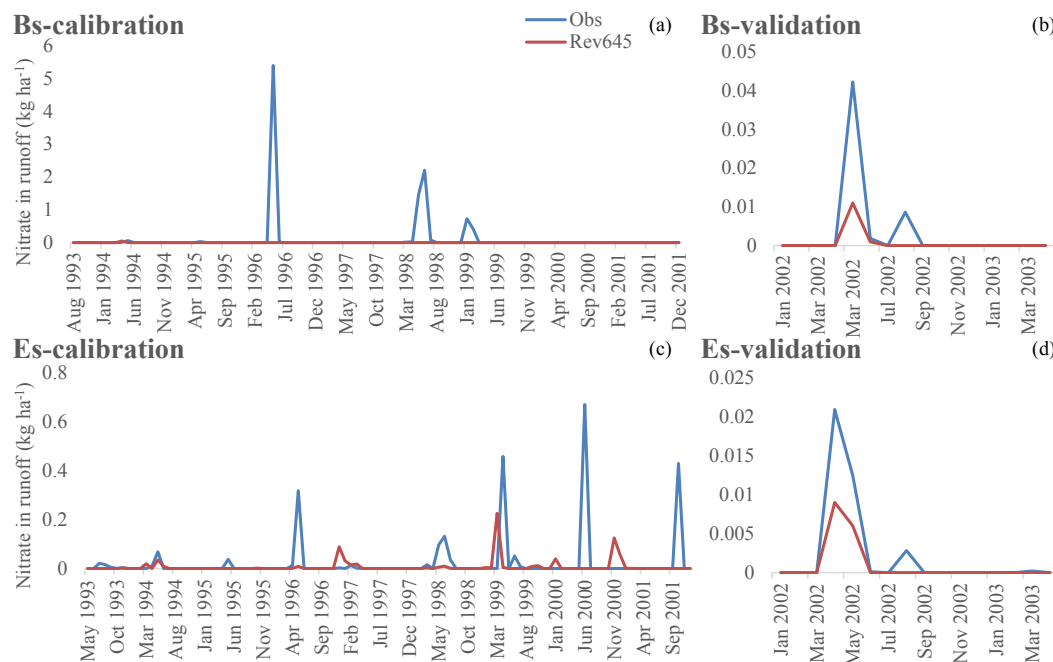 Bs-calibration
Obs
Rev645
(a)
Nitrate in runoff (kg ha-1)
6
5
4
3
2
1
0
Aug 1993
Jan 1994
Jun 1994
Nov 1994
Apr 1995
Sep 1995
Feb 1996
Jul 1996
Dec 1996
May 1997
Oct 1997
Mar 1998
Aug 1998
Jan 1999
Jun 1999
Nov 1999
Apr 2000
Sep 2000
Feb 2001
Jul 2001
Dec 2001
Bs-validation
(b)
0.05
0.04
0.03
0.02
0.01
0
Jan 2002
Mar 2002
Mar 2002
Jul 2002
Sep 2002
Nov 2002
Jan 2003
Mar 2003
Es-calibration
(c)
Nitrate in runoff (kg ha-1)
0.8
0.6
0.4
0.2
0
May 1993
Oct 1993
Mar 1994
Aug 1994
Jan 1995
Jun 1995
Nov 1995
Apr 1996
Sep 1996
Feb 1997
Jul 1997
Dec 1997
May 1998
Oct 1998
Mar 1999
Aug 1999
Jan 2000
Jun 2000
Nov 2000
Apr 2001
Sep 2001
Es-validation
(d)
0.025
0.02
0.015
0.01
0.005
0
Jan 2002
Mar 2002
May 2002
Jul 2002
Sep 2002
Nov 2002
Jan 2003
Mar 2003